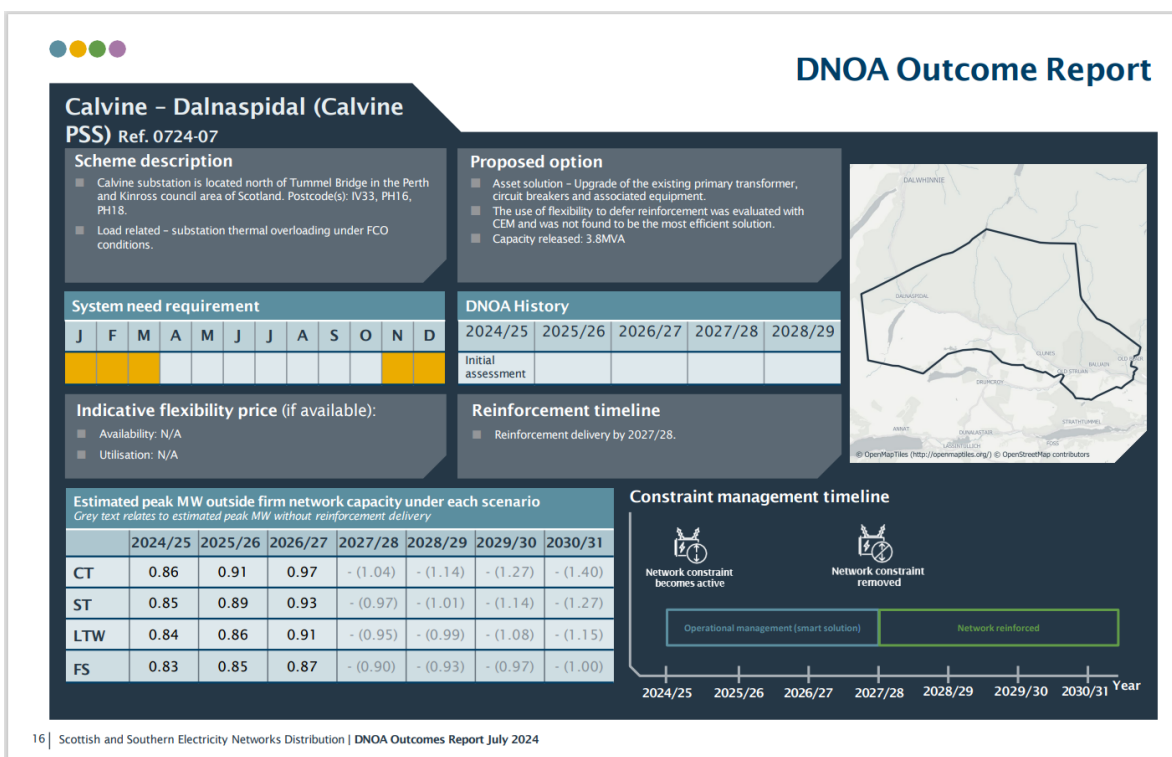 DNOA Outcome Report
Calvine – Dalnaspidal (Calvine
PSS) Ref. 0724-07
Scheme description
Calvine substation is located north of Tummel Bridge in the Perth
and Kinross council area of Scotland. Postcode(s): IV33, PH16,
PH18.
Load related – substation thermal overloading under FCO
conditions.
Proposed option
Asset solution – Upgrade of the existing primary transformer,
circuit breakers and associated equipment.
The use of flexibility to defer reinforcement was evaluated with
CEM and was not found to be the most efficient solution.
Capacity released: 3.8MVA
DALWHINNIE
DALNASPIDAL
CLUNES
OLD STRUAN
DRUMCROY
STRATHTUMMEL
DUNALASTAIR
FOSS
© OpenMapTiles (http://openmaptiles.org/) © OpenStreetMap contributors
System need requirement
J F M A M J J A S O N D
DNOA History
2024/25 2025/26 2026/27 2027/28 2028/29
Initial
assessment
Indicative flexibility price (if available):
Availability: N/A
Utilisation: N/A
Reinforcement timeline
Reinforcement delivery by 2027/28.
Estimated peak MW outside firm network capacity under each scenario
Grey text relates to estimated peak MW without reinforcement delivery
2024/25 2025/26 2026/27 2027/28 2028/29 2029/30 2030/31
CT 0.86 0.91 0.97 - (1.04) - (1.14) - (1.27) - (1.40)
ST 0.85 0.89 0.93 - (0.97) - (1.01) - (1.14) - (1.27)
LTW 0.84 0.86 0.91 - (0.95) - (0.99) - (1.08) - (1.15)
FS 0.83 0.85 0.87 - (0.90) - (0.93) - (0.97) - (1.00)
Constraint management timeline
Network constraint
becomes active
Network constraint
removed
Operational management (smart solution)
Network reinforced
2024/25 2025/26 2026/27 2027/28 2028/29 2029/30 2030/31 Year
16 | Scottish and Southern Electricity Networks Distribution | DNOA Outcomes Report July 2024